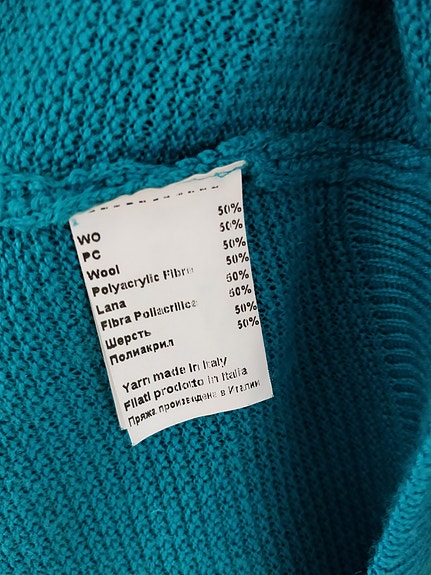 WO 50%
PC 50%
Wool 50%
Polyacrylic Fibre 50%
Lana 50%
Fibra Poliacrilica 50%
Шерсть 50%
Полиакрил 50%
Yarn made in Italy
Filati prodotto in Italia
Пряжа произведена в Италии